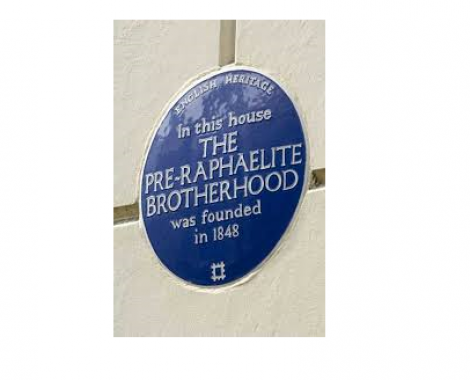 ENGLISH HERITAGE
In this house
THE
PRE-RAPHAELITE
BROTHERHOOD
was founded
in 1848